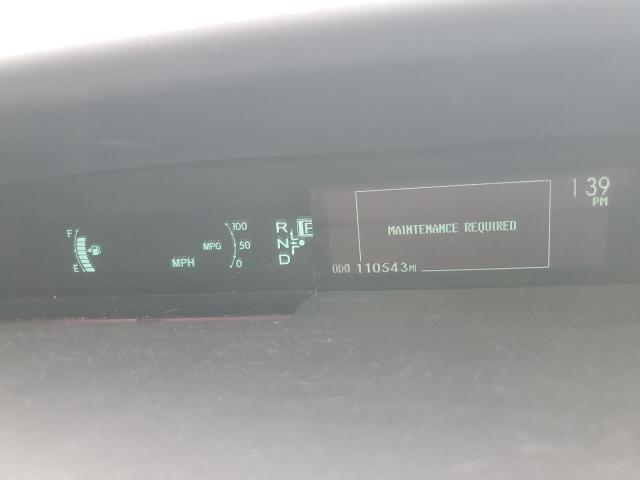 F
E
MPH
MPG
100
50
0
R
N
D
P
MAINTENANCE REQUIRED
ODO 110543 MI
1 39
PM